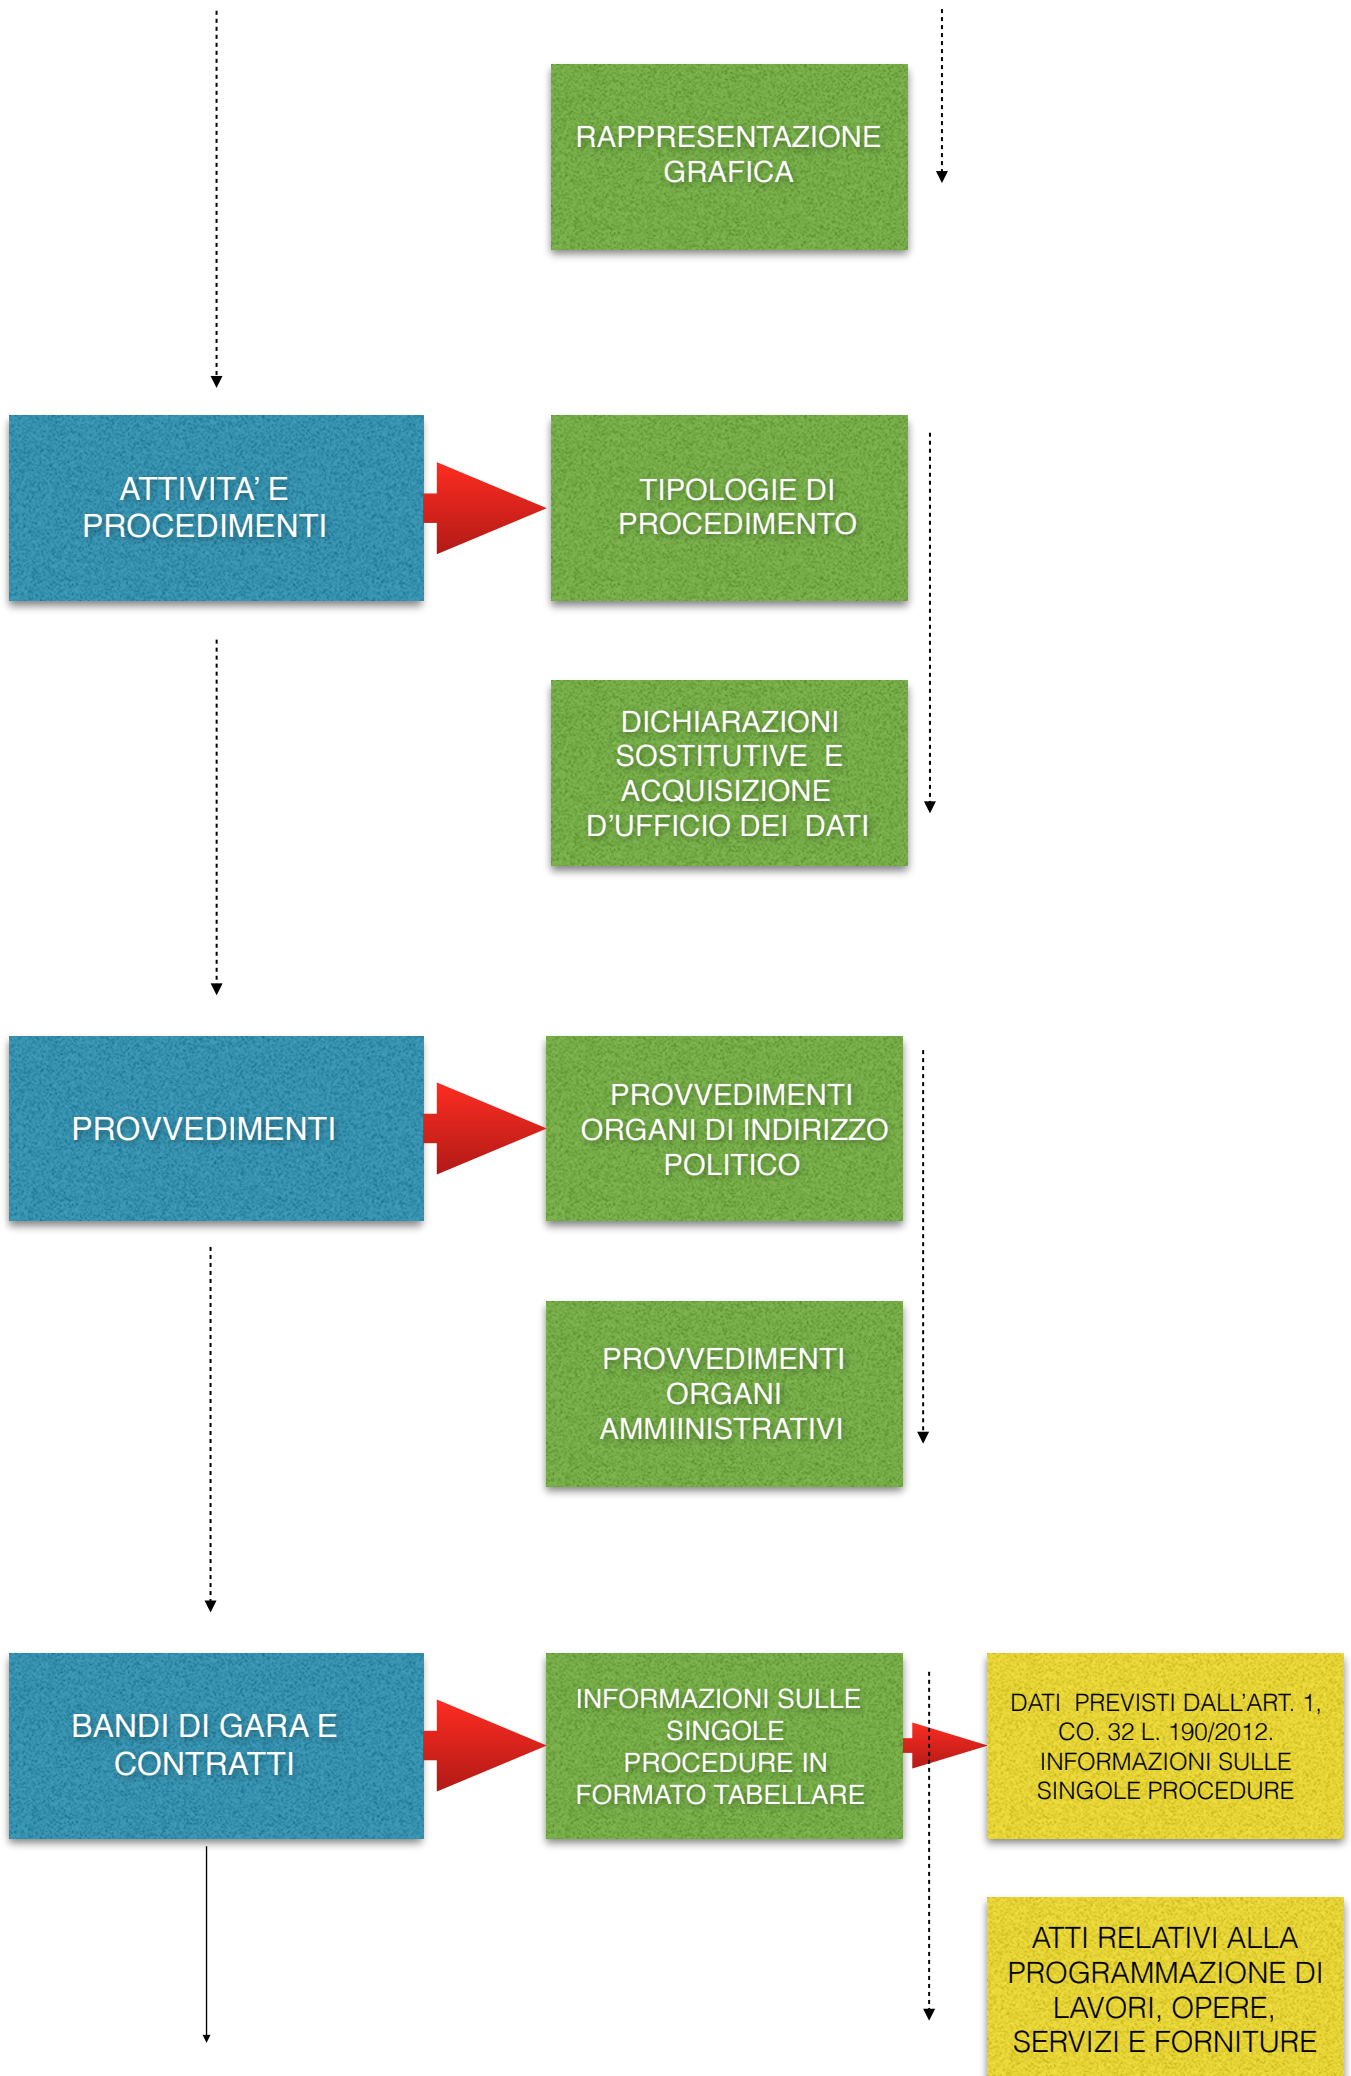 RAPPRESENTAZIONE
GRAFICA
ATTIVITA’ E
PROCEDIMENTI
TIPOLOGIE DI
PROCEDIMENTO
DICHIARAZIONI
SOSTITUTIVE E
ACQUISIZIONE
D’UFFICIO DEI DATI
PROVVEDIMENTI
PROVVEDIMENTI
ORGANI DI INDIRIZZO
POLITICO
PROVVEDIMENTI
ORGANI
AMMIINISTRATIVI
BANDI DI GARA E
CONTRATTI
INFORMAZIONI SULLE
SINGOLE
PROCEDURE IN
FORMATO TABELLARE
DATI PREVISTI DALL’ART. 1,
CO. 32 L. 190/2012.
INFORMAZIONI SULLE
SINGOLE PROCEDURE
ATTI RELATIVI ALLA
PROGRAMMAZIONE DI
LAVORI, OPERE,
SERVIZI E FORNITURE